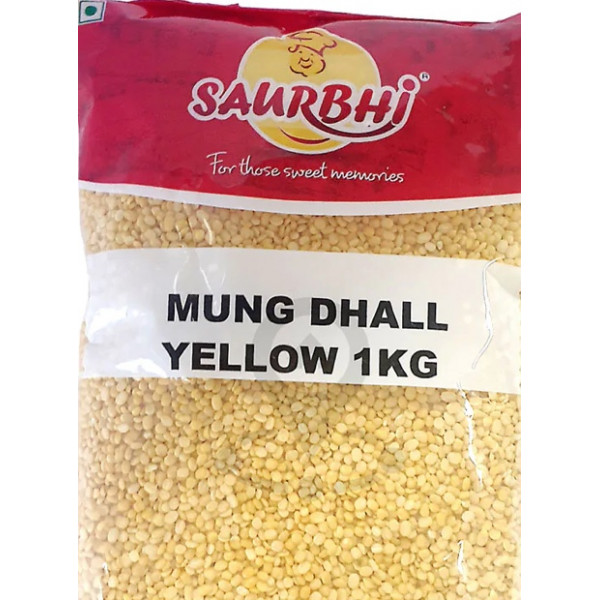 SAURBHi®
For those sweet memories
MUNG DHALL
YELLOW 1KG